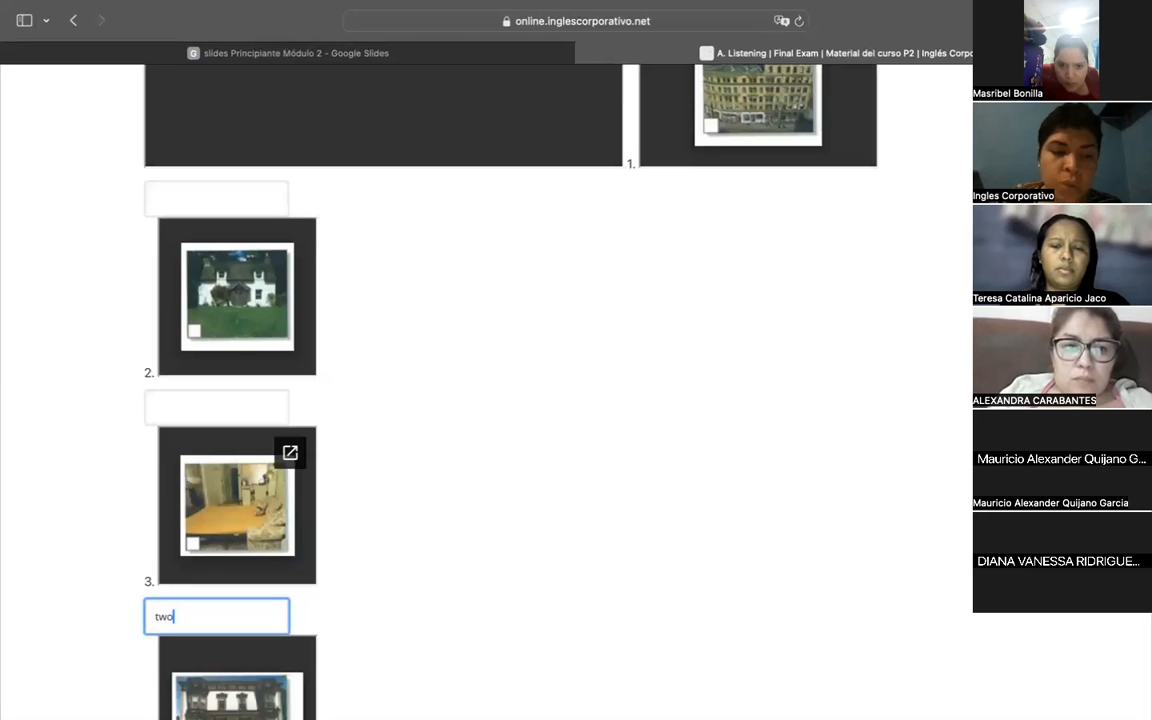 online.inglescorporativo.net
slides Principiante Módulo 2 - Google Slides
A. Listening | Final Exam | Material del curso P2 | Inglés Corpo
1.
2.
3.
two
Masribel Bonilla
Ingles Corporativo
Teresa Catalina Aparicio Jaco
ALEXANDRA CARABANTES
Mauricio Alexander Quijano G...
Mauricio Alexander Quijano Garcia
DIANA VANESSA RIDRIGUE...